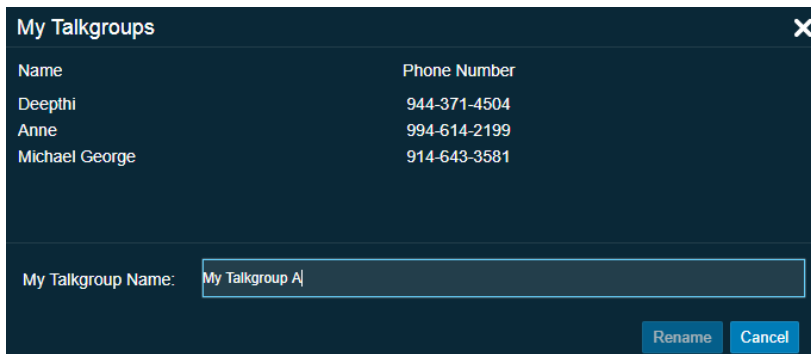 My Talkgroups
Name Phone Number
Deepthi 944-371-4504
Anne 994-614-2199
Michael George 914-643-3581
My Talkgroup Name: My Talkgroup A
Rename Cancel